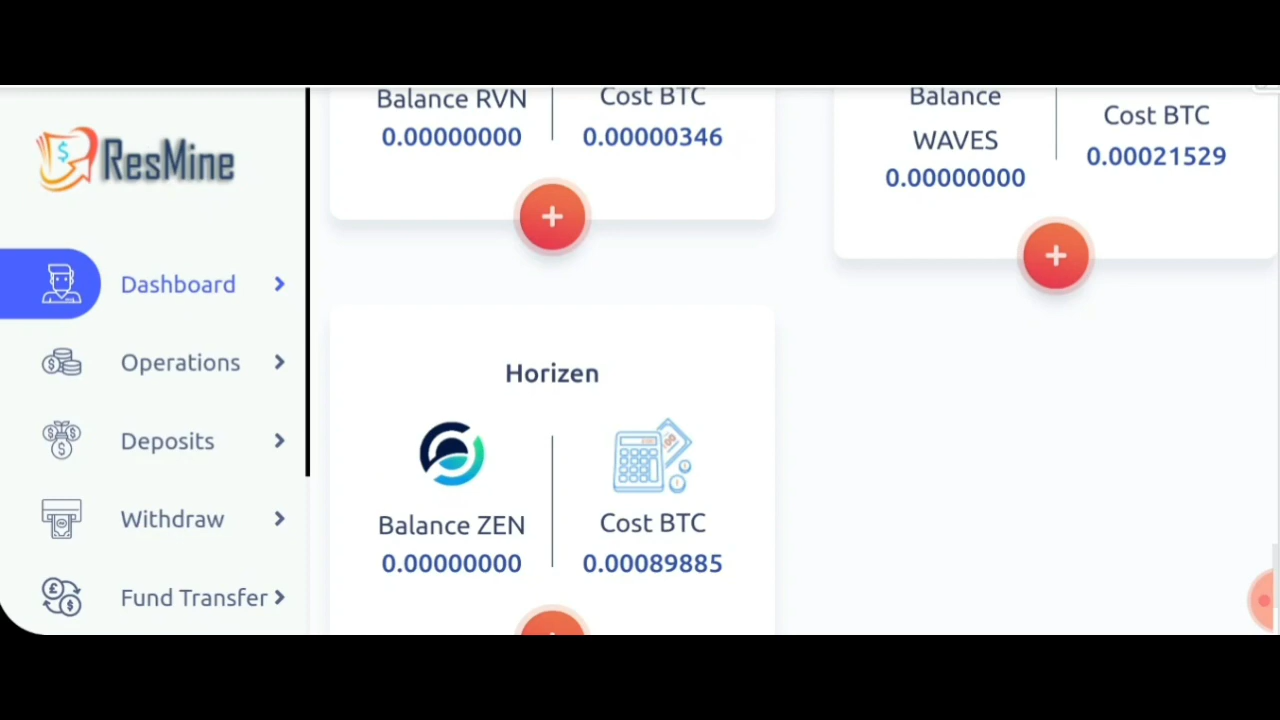 ResMine
Dashboard
Operations
Deposits
Withdraw
Fund Transfer
Balance RVN
0.00000000
Cost BTC
0.00000346
Balance
WAVES
0.00000000
Cost BTC
0.00021529
Horizen
Balance ZEN
0.00000000
Cost BTC
0.00089885